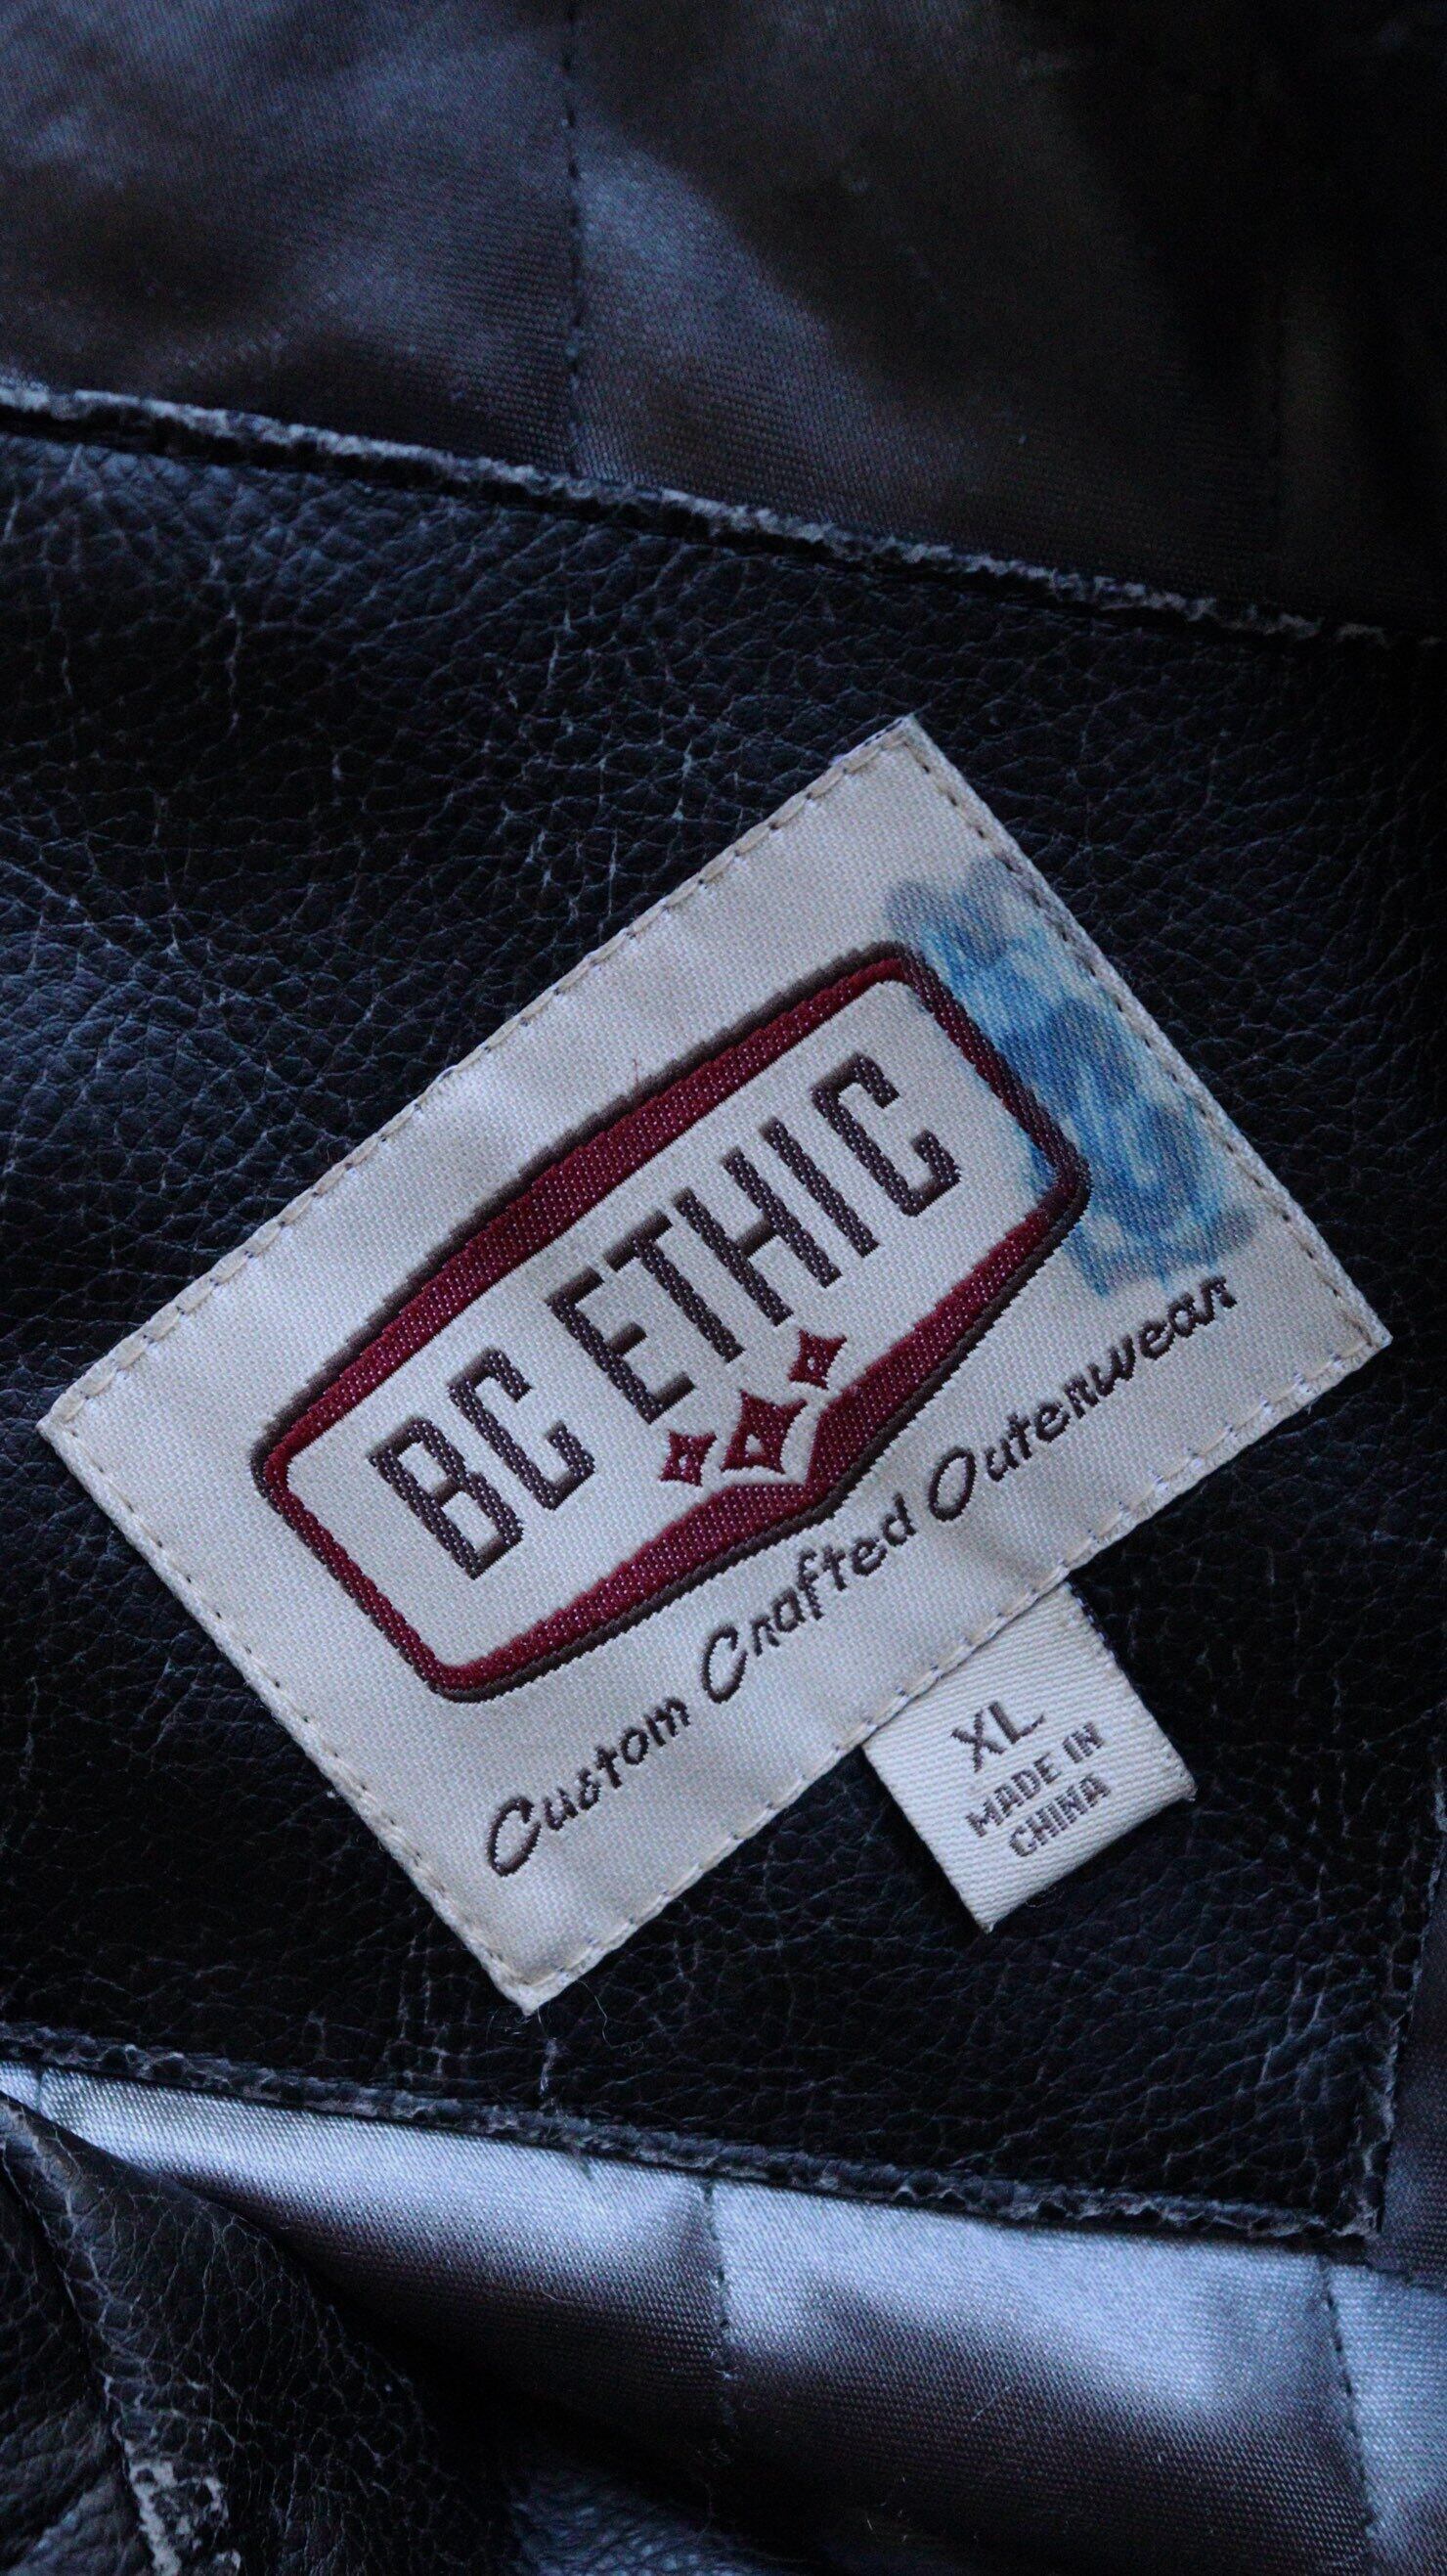 BC ETHIC
Custom Crafted Outerwear
XL
MADE IN
CHINA